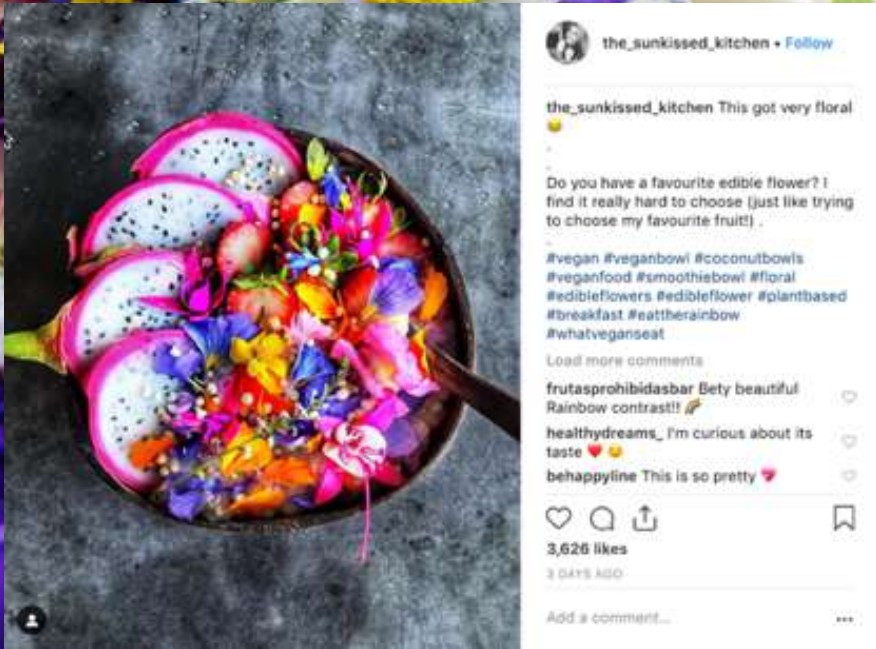 the_sunkissed_kitchen • Follow
the_sunkissed_kitchen This got very floral
😂
.
.
Do you have a favourite edible flower? I
find it really hard to choose (just like trying
to choose my favourite fruit!) .
.
#vegan #veganbowl #coconutbowls
#veganfood #smoothiebowl #floral
#edibleflowers #edibleflower #plantbased
#breakfast #eattherainbow
#whatveganseat
Load more comments
frutasprohibidasbar Bety beautiful
Rainbow contrast!! 🌈
healthydreams_ I'm curious about its
taste ❤️ 😋
behappyline This is so pretty 💗
3,626 likes
3 DAYS AGO
Add a comment...